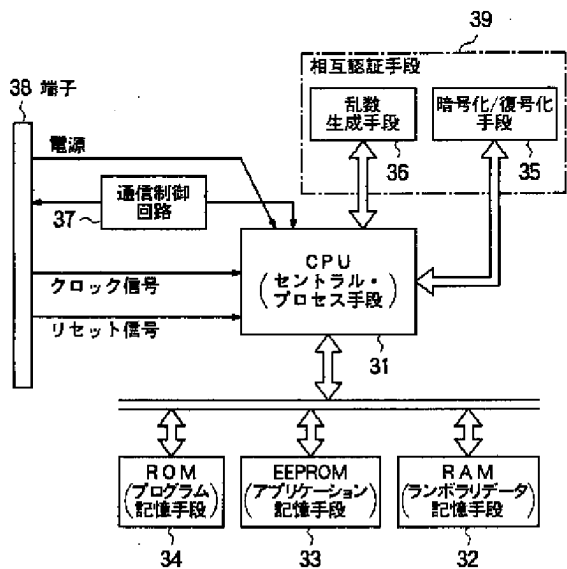 39
相互認証手段
38 端子
乱数
生成手段
暗号化/復号化
手段
36
35
電源
通信制御
回路
37
CPU
(セントラル・
プロセス手段)
クロック信号
リセット信号
31
ROM
(プログラム
記憶手段)
EEPROM
(アプリケーション
記憶手段)
RAM
(ランポラリデータ
記憶手段)
34
33
32